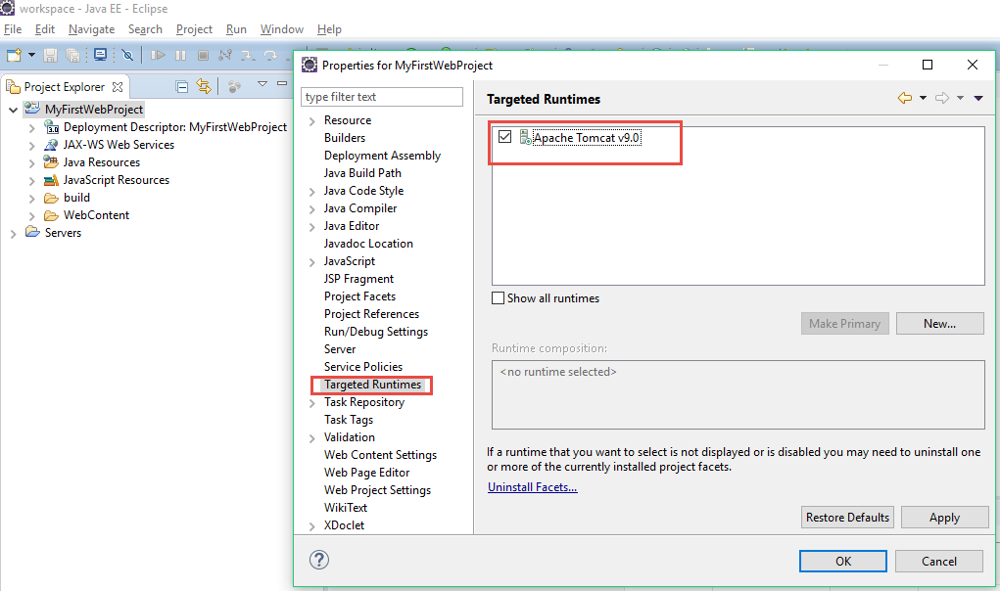 workspace - Java EE - Eclipse
File Edit Navigate Search Project Run Window Help
Project Explorer
MyFirstWebProject
Deployment Descriptor: MyFirstWebProject
JAX-WS Web Services
Java Resources
JavaScript Resources
build
WebContent
Servers
Properties for MyFirstWebProject
type filter text
Resource
Builders
Deployment Assembly
Java Build Path
Java Code Style
Java Compiler
Java Editor
Javadoc Location
JavaScript
JSP Fragment
Project Facets
Project References
Run/Debug Settings
Server
Service Policies
Targeted Runtimes
Task Repository
Task Tags
Validation
Web Content Settings
Web Page Editor
Web Project Settings
WikiText
XDoclet
Targeted Runtimes
Apache Tomcat v9.0
Show all runtimes
Make Primary New...
Runtime composition:
<no runtime selected>
If a runtime that you want to select is not displayed or is disabled you may need to uninstall one
or more of the currently installed project facets.
Uninstall Facets...
Restore Defaults Apply
OK Cancel